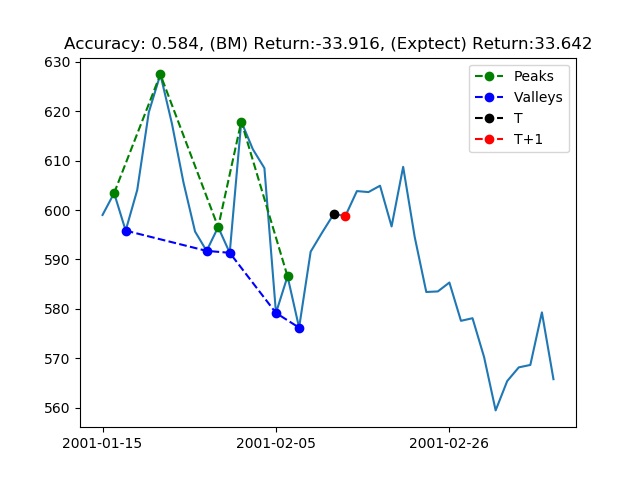 Accuracy: 0.584, (BM) Return:-33.916, (Exptect) Return:33.642
630
620
610
600
590
580
570
560
2001-01-15
2001-02-05
2001-02-26
Peaks
Valleys
T
T+1